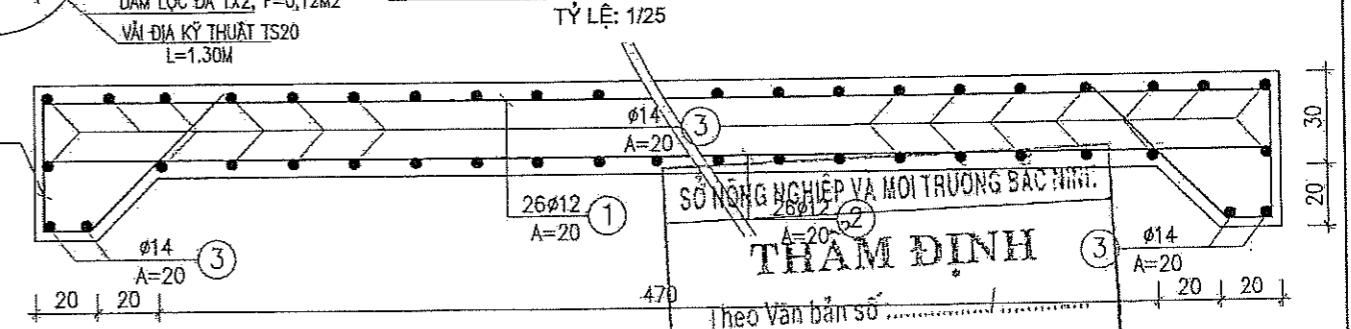 DĂM LỌC ĐÁ 1X2, F=0,12M2
VẢI ĐỊA KỸ THUẬT TS20
L=1.30M
TỶ LỆ: 1/25
ø14
A=20
3
30
20
SỞ NÔNG NGHIỆP VÀ MÔI TRƯỜNG BẮC NINH
26ø12
A=20
1
26ø12
A=20
2
THẨM ĐỊNH
ø14
A=20
3
3
ø14
A=20
20 20 470 20 20
Theo Văn bản số ............/............